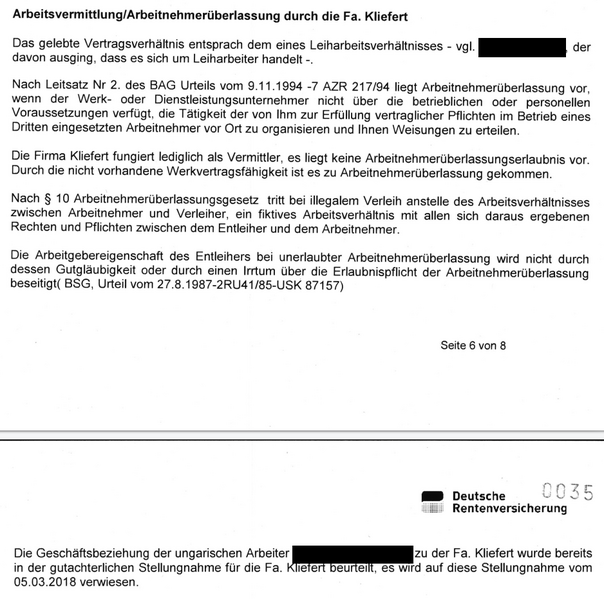 Arbeitsvermittlung/Arbeitnehmerüberlassung durch die Fa. Kliefert
Das gelebte Vertragsverhältnis entsprach dem eines Leiharbeitsverhältnisses - vgl. , der
davon ausging, dass es sich um Leiharbeiter handelt -.
Nach Leitsatz Nr 2. des BAG Urteils vom 9.11.1994 -7 AZR 217/94 liegt Arbeitnehmerüberlassung vor,
wenn der Werk- oder Dienstleistungsunternehmer nicht über die betrieblichen oder personellen
Voraussetzungen verfügt, die Tätigkeit der von Ihm zur Erfüllung vertraglicher Pflichten im Betrieb eines
Dritten eingesetzten Arbeitnehmer vor Ort zu organisieren und Ihnen Weisungen zu erteilen.
Die Firma Kliefert fungiert lediglich als Vermittler, es liegt keine Arbeitnehmerüberlassungserlaubnis vor.
Durch die nicht vorhandene Werkvertragsfähigkeit ist es zu Arbeitnehmerüberlassung gekommen.
Nach § 10 Arbeitnehmerüberlassungsgesetz tritt bei illegalem Verleih anstelle des Arbeitsverhältnisses
zwischen Arbeitnehmer und Verleiher, ein fiktives Arbeitsverhältnis mit allen sich daraus ergebenen
Rechten und Pflichten zwischen dem Entleiher und dem Arbeitnehmer.
Die Arbeitgebereigenschaft des Entleihers bei unerlaubter Arbeitnehmerüberlassung wird nicht durch
dessen Gutgläubigkeit oder durch einen Irrtum über die Erlaubnispflicht der Arbeitnehmerüberlassung
beseitigt( BSG, Urteil vom 27.8.1987-2RU41/85-USK 87157)
Seite 6 von 8
0035
Deutsche
Rentenversicherung
Die Geschäftsbeziehung der ungarischen Arbeiter zu der Fa. Kliefert wurde bereits
in der gutachterlichen Stellungnahme für die Fa. Kliefert beurteilt, es wird auf diese Stellungnahme vom
05.03.2018 verwiesen.